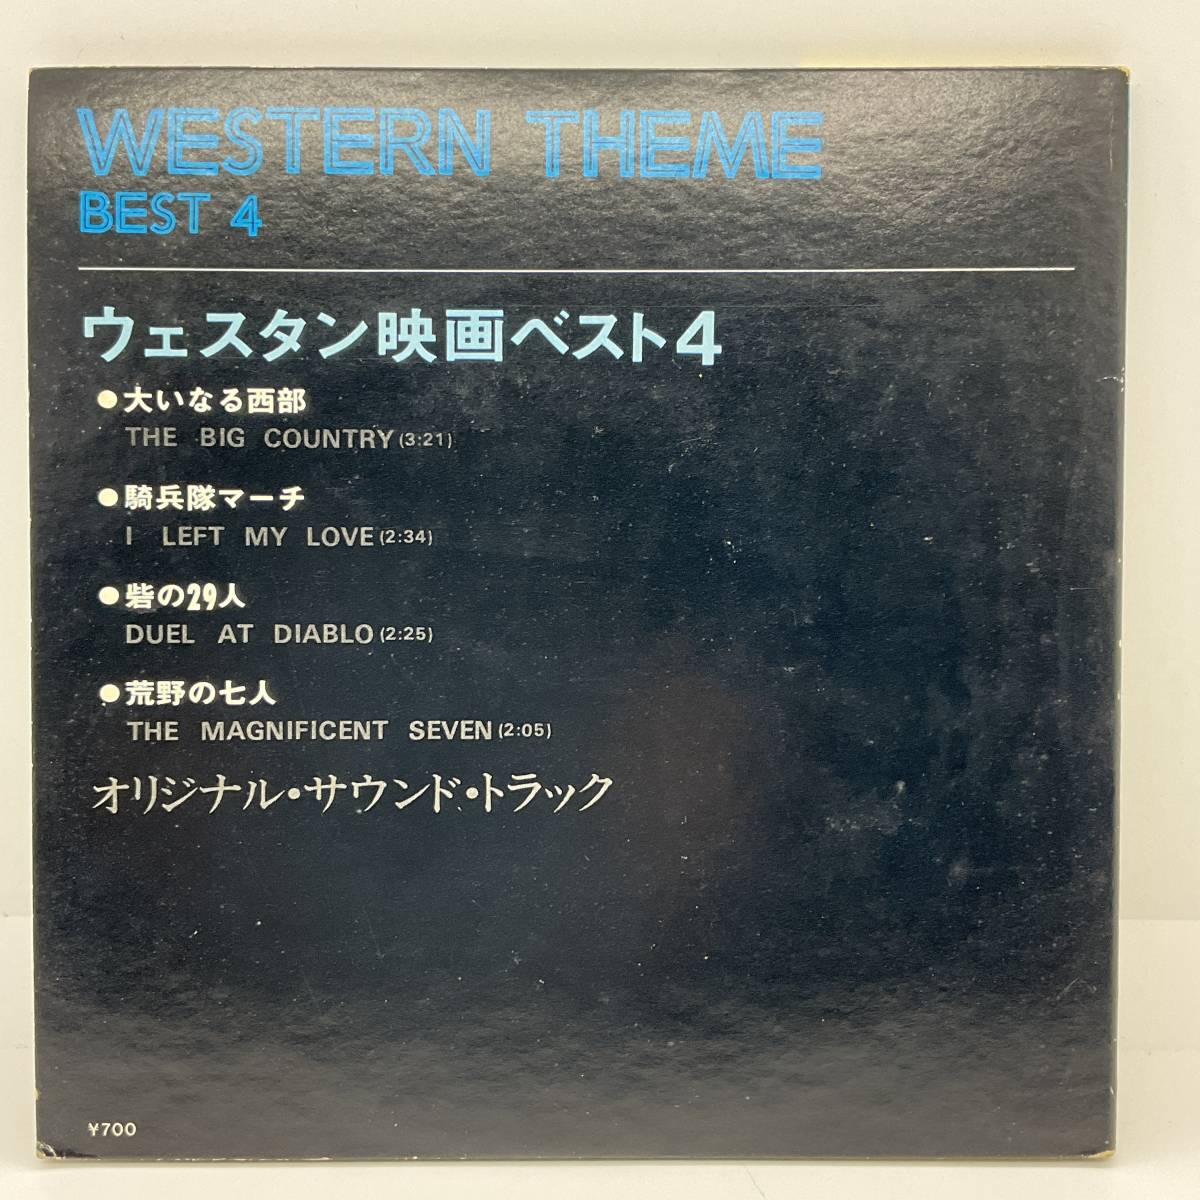 WESTERN THEME
BEST 4
ウェスタン映画ベスト4
●大いなる西部
THE BIG COUNTRY(3:21)
●騎兵隊マーチ
I LEFT MY LOVE(2:34)
●砦の29人
DUEL AT DIABLO(2:25)
●荒野の七人
THE MAGNIFICENT SEVEN(2:05)
オリジナル・サウンド・トラック
¥700